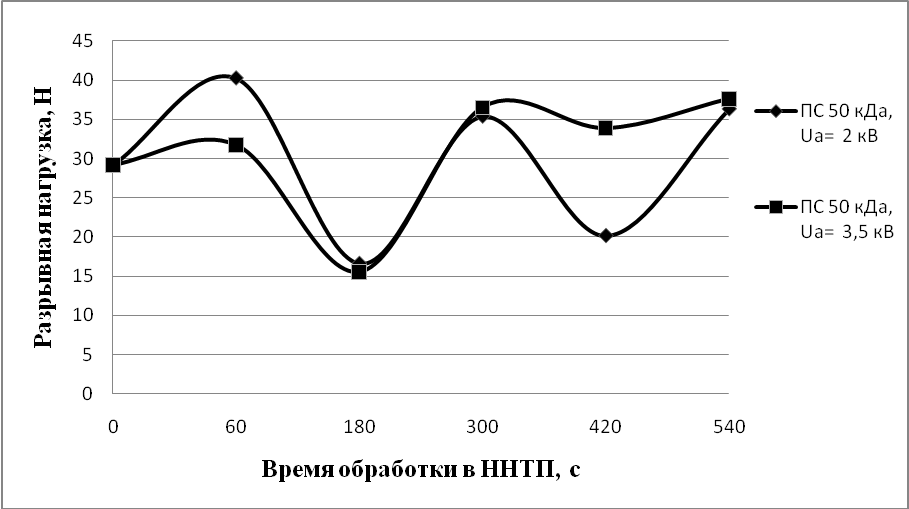 45
40
35
30
25
20
15
10
5
0
Разрывная нагрузка, Н
0 60 180 300 420 540
Время обработки в ННТП, с
ПС 50 кДа,
Ua= 2 кВ
ПС 50 кДа,
Ua= 3,5 кВ